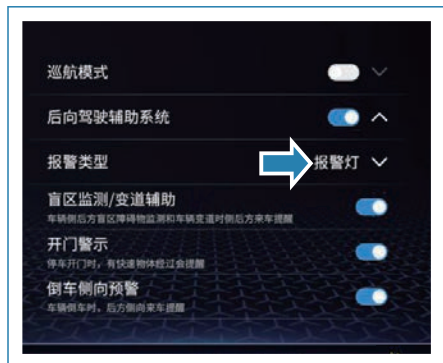 巡航模式
后向驾驶辅助系统
报警类型 报警灯
盲区监测/变道辅助
车辆侧后方盲区障碍物监测和车辆变道时侧后方来车提醒
开门警示
停车开门时，有快速物体经过会提醒
倒车侧向预警
车辆倒车时，后方侧向来车提醒